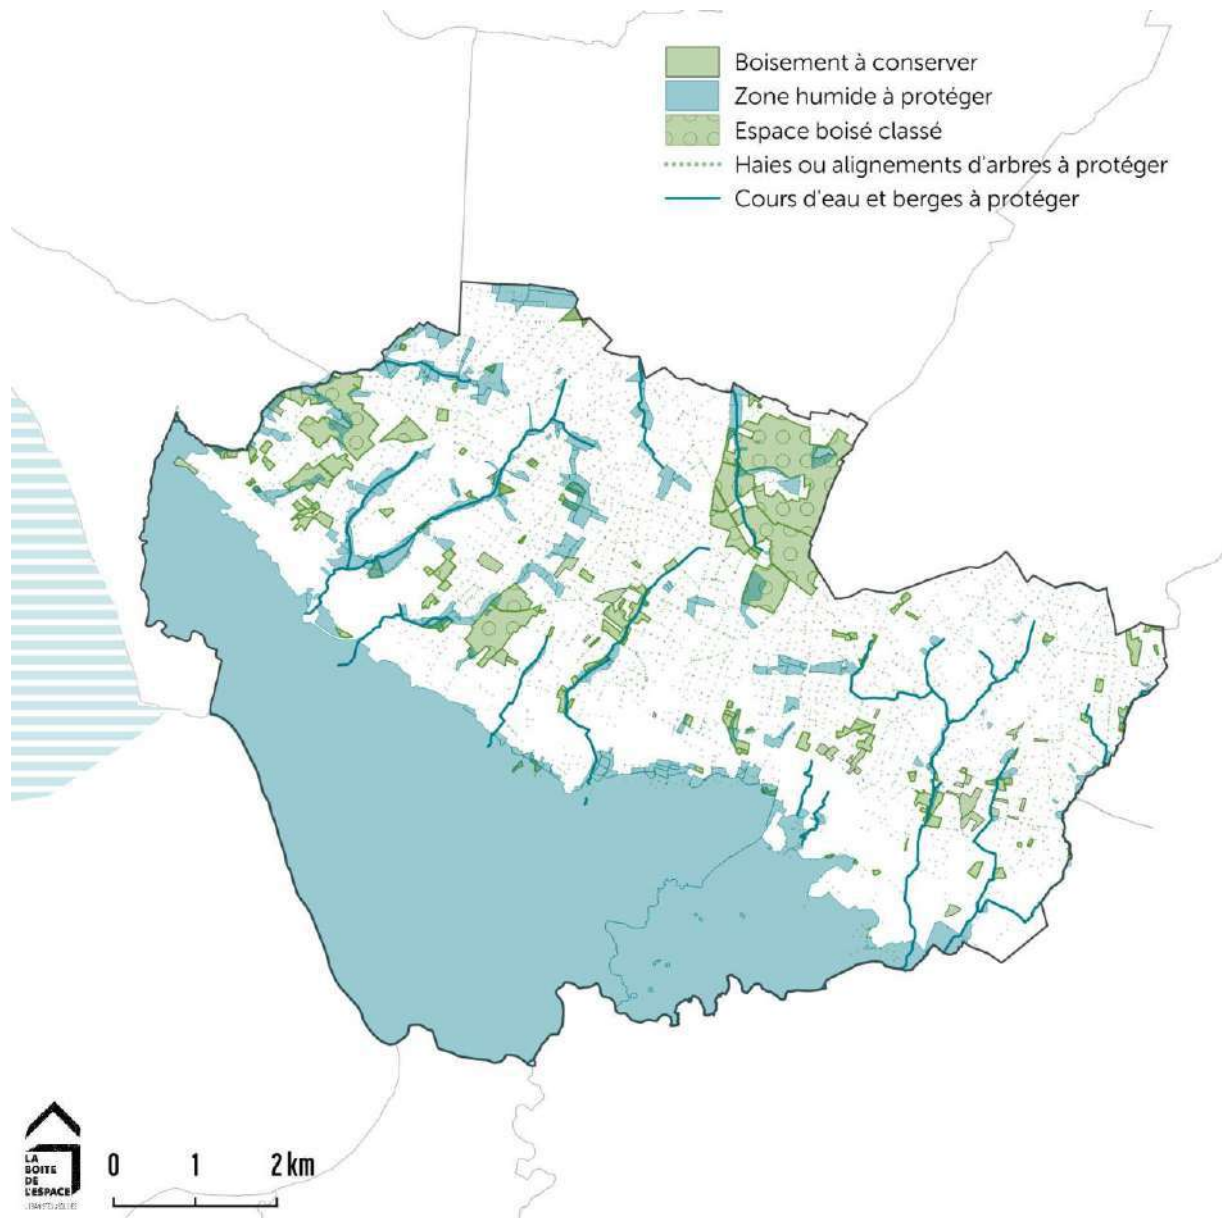 Boisement à conserver
Zone humide à protéger
Espace boisé classé
Haies ou alignements d'arbres à protéger
Cours d'eau et berges à protéger
0 1 2 km
LA
BOITE
DE
L'ESPACE